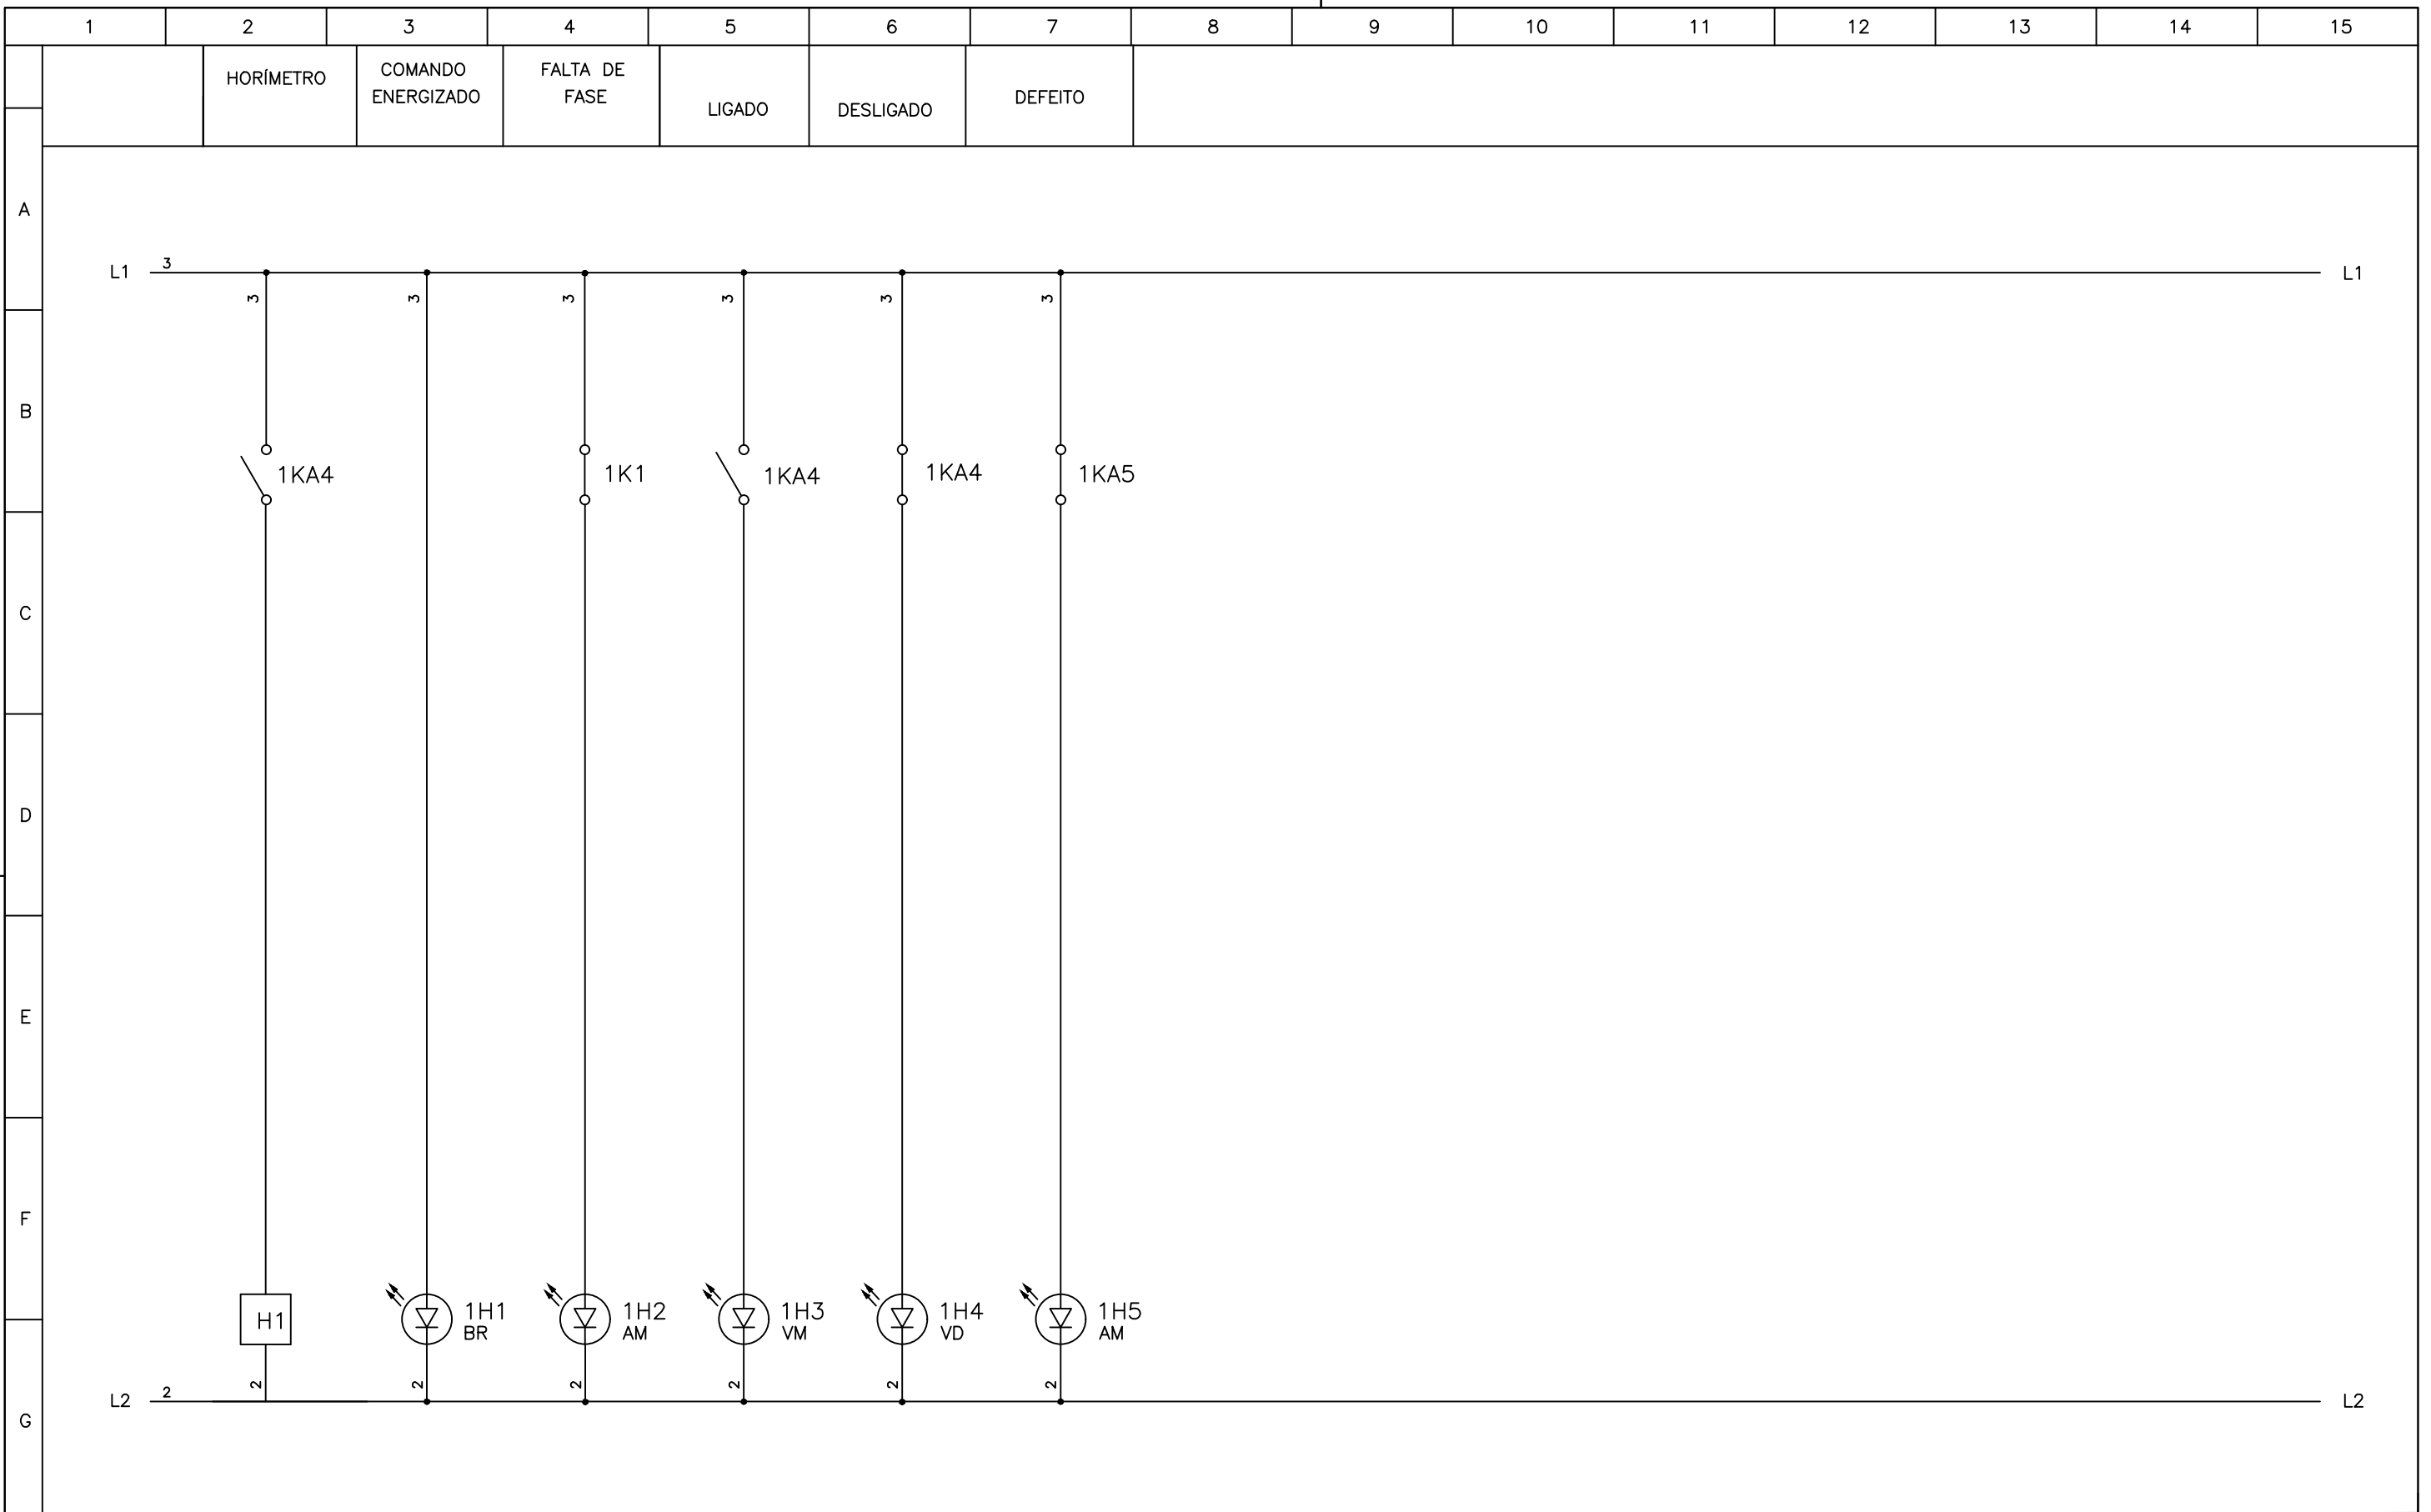 1 2 3 4 5 6 7 8 9 10 11 12 13 14 15
HORÍMETRO
COMANDO
ENERGIZADO
FALTA DE
FASE
LIGADO
DESLIGADO
DEFEITO
A
L1 3 L1
3 3 3 3 3 3
B
1KA4 1K1 1KA4 1KA4 1KA5
C
D
E
F
H1
1H1
BR
1H2
AM
1H3
VM
1H4
VD
1H5
AM
2 2 2 2 2 2
L2 2 L2
G